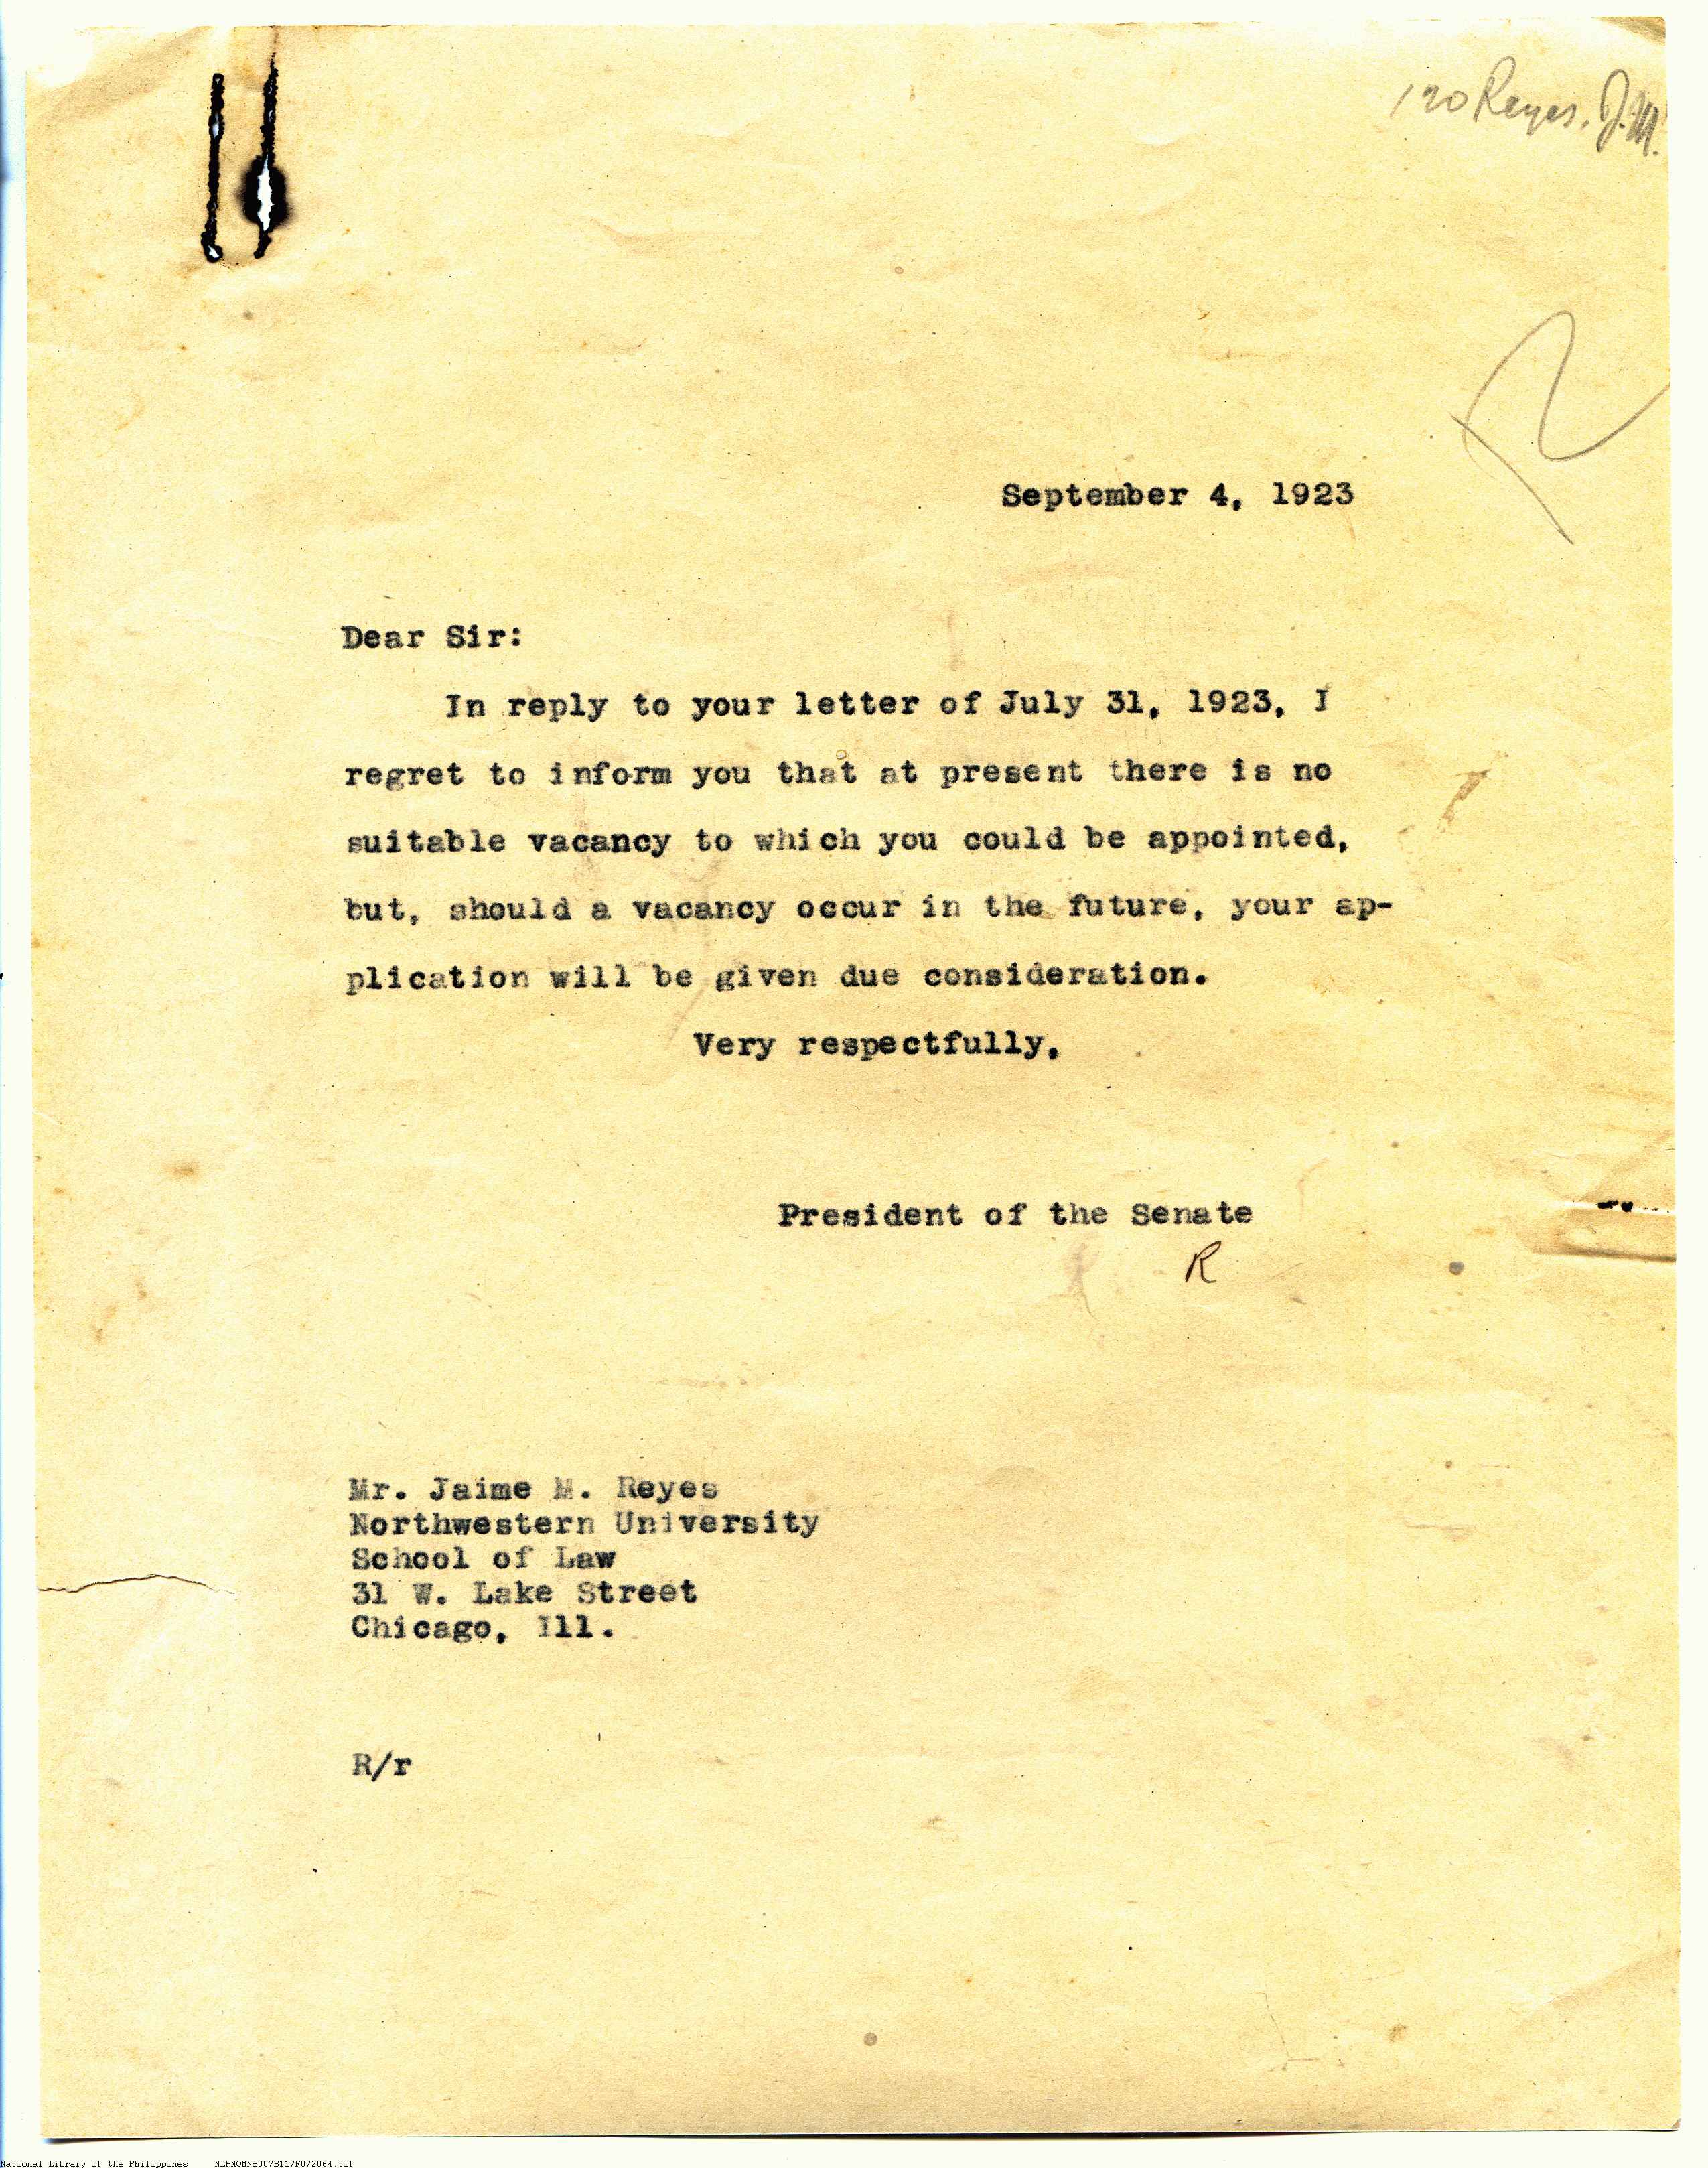 120 Reyes, J.M.
R
September 4, 1923
Dear Sir:
In reply to your letter of July 31, 1923, I
regret to inform you that at present there is no
suitable vacancy to which you could be appointed,
but, should a vacancy occur in the future, your ap-
plication will be given due consideration.
Very respectfully,
President of the Senate
R
Mr. Jaime M. Reyes
Northwestern University
School of Law
31 W. Lake Street
Chicago, Ill.
R/r
National Library of the Philippines NLPMQMNS007B117F072064.tif